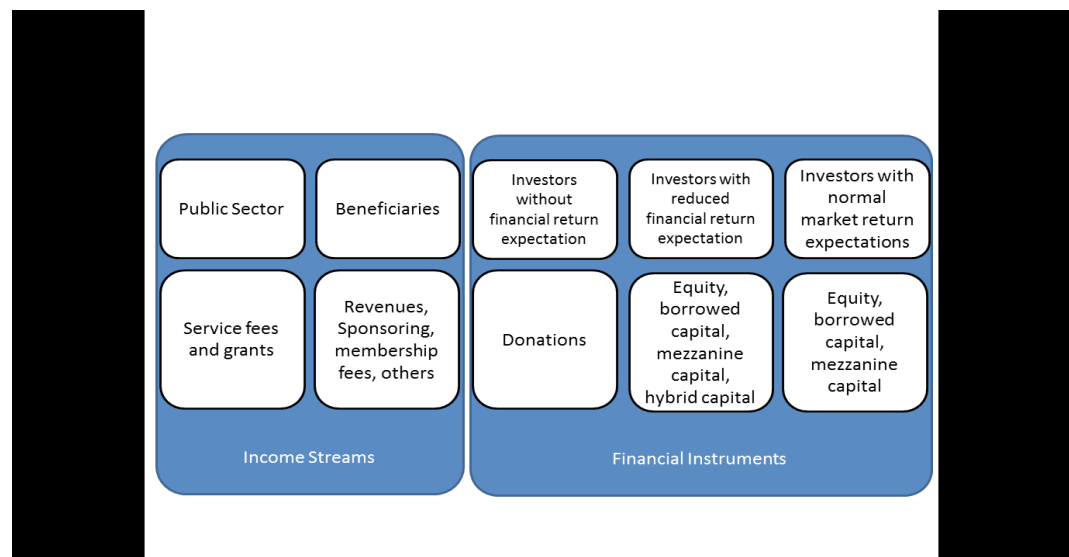 Public Sector
Beneficiaries
Investors
without
financial return
expectation
Investors with
reduced
financial return
expectation
Investors with
normal
market return
expectations
Service fees
and grants
Revenues,
Sponsoring,
membership
fees, others
Donations
Equity,
borrowed
capital,
mezzanine
capital,
hybrid capital
Equity,
borrowed
capital,
mezzanine
capital
Income Streams
Financial Instruments